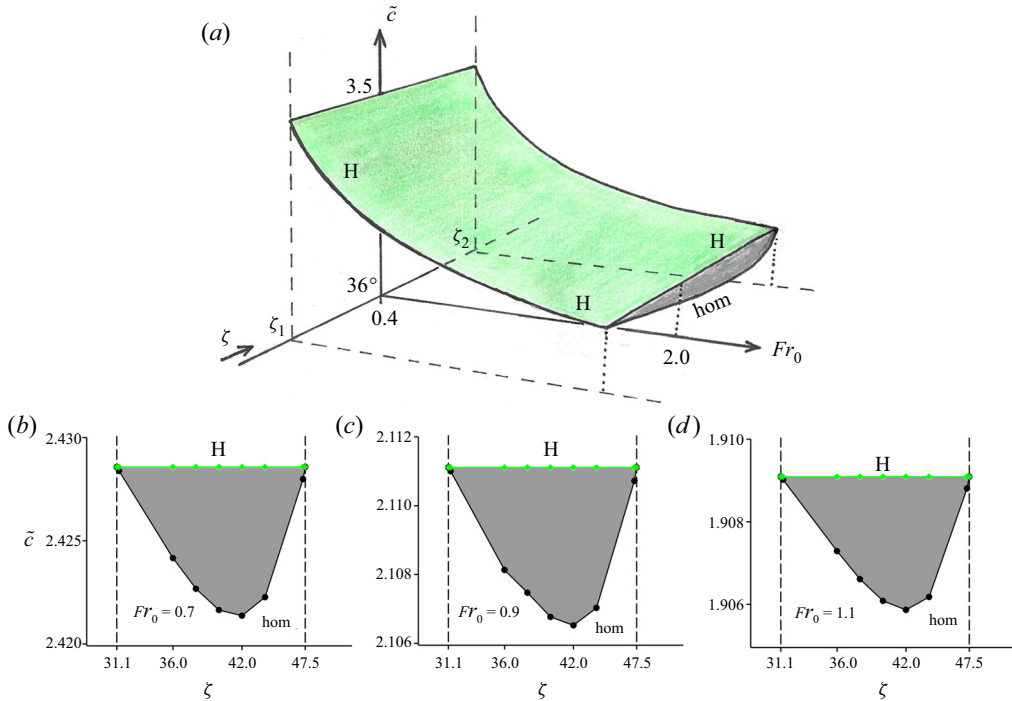 (a)
c̃
3.5
H
ζ₂
H
36°
H
hom
ζ₁
0.4
ζ
2.0
Fr₀
(b)
2.430
H
2.425
c̃
Fr₀ = 0.7
hom
2.420
31.1 36.0 42.0 47.5
ζ
(c)
2.112
H
2.110
2.108
Fr₀ = 0.9
hom
2.106
31.1 36.0 42.0 47.5
ζ
(d)
1.910
H
1.908
1.906
Fr₀ = 1.1
hom
31.1 36.0 42.0 47.5
ζ